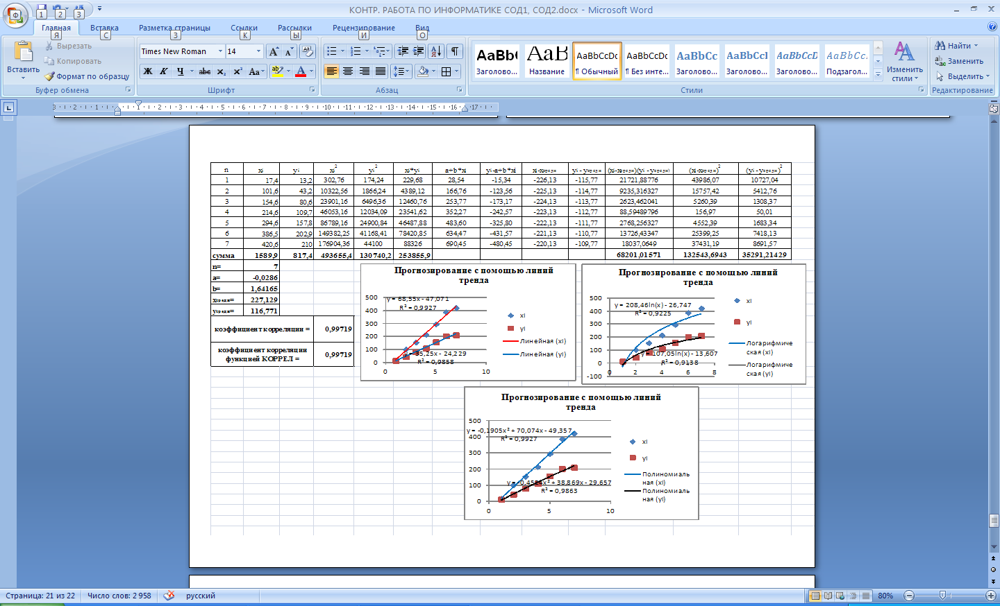 КОНТР. РАБОТА ПО ИНФОРМАТИКЕ СОД1, СОД2.docx - Microsoft Word
Ф 1 2 3
Главная Вставка Разметка страницы Ссылки Рассылки Рецензирование Вид
Я С З К Ы И О
Вставить
Вырезать
Копировать
Формат по образцу
Буфер обмена
Times New Roman 14
Ж К Ч abc x₂ x² Aa
Шрифт
Абзац
AaBb( AaB AaBbCcDc AaBbCcDc AaBbCc AaBbCcI AaBbCcD AaBbCc.
Заголово... Название ¶ Обычный ¶ Без инте... Заголово... Заголово... Заголово... Подзагол...
Изменить стили
Стили
Найти
Заменить
Выделить
Редактирование
3 2 1 1 2 3 4 5 6 7 8 9 10 11 12 13 14 15 16 17
n xi yi xi² yi² xi*yi a+b*xi yi-a+b*xi xi-xсредн yi - yсредн (xi-xсредн)(yi - yсредн) (xi-xсредн)² (yi - yсредн)²
1 17,4 13,2 302,76 174,24 229,68 28,54 -15,34 -226,13 -115,77 21721,88776 43986,07 10727,04
2 101,6 43,2 10322,56 1866,24 4389,12 166,76 -123,56 -225,13 -114,77 9235,316327 15757,42 5412,76
3 154,6 80,6 23901,16 6496,36 12460,76 253,77 -173,17 -224,13 -113,77 2623,462041 5260,39 1308,37
4 214,6 109,7 46053,16 12034,09 23541,62 352,27 -242,57 -223,13 -112,77 88,59489796 156,97 50,01
5 294,6 157,8 86789,16 24900,84 46487,88 483,60 -325,80 -222,13 -111,77 2768,256327 4552,39 1683,34
6 386,5 202,9 149382,25 41168,41 78420,85 634,47 -431,57 -221,13 -110,77 13726,43347 25399,25 7418,13
7 420,6 210 176904,36 44100 88326 690,45 -480,45 -220,13 -109,77 18037,0649 37431,19 8691,57
сумма 1589,9 817,4 493655,4 130740,2 253855,9 68201,01571 132543,6943 35291,21429
n= 7
a= -0,0286
b= 1,64165
xсредн= 227,129
yсредн= 116,771
коэффициент корреляции = 0,99719
коэффициент корреляции
функцией КОРРЕЛ = 0,99719
Прогнозирование с помощью линий
тренда
500
400
300
200
100
0
0 5 10
y = 68,55x - 47,071
R² = 0,9927
35,25x - 24,229
R² = 0,9858
xi
yi
Линейная (xi)
Линейная (yi)
Прогнозирование с помощью линий
тренда
500
400
300
200
100
0
-100
0 2 4 6 8
y = 208,46ln(x) - 26,747
R² = 0,9225
y = 107,05ln(x) - 13,607
R² = 0,9138
xi
yi
Логарифмиче
ская (xi)
Логарифмиче
ская (yi)
Прогнозирование с помощью линий
тренда
500
400
300
200
100
0
0 5 10
y = -0,1905x² + 70,074x - 49,357
R² = 0,9927
38,869x - 29,657
R² = 0,9863
xi
yi
Полиномиаль
ная (xi)
Полиномиаль
ная (yi)
Страница: 21 из 22 Число слов: 2 958 русский 80%